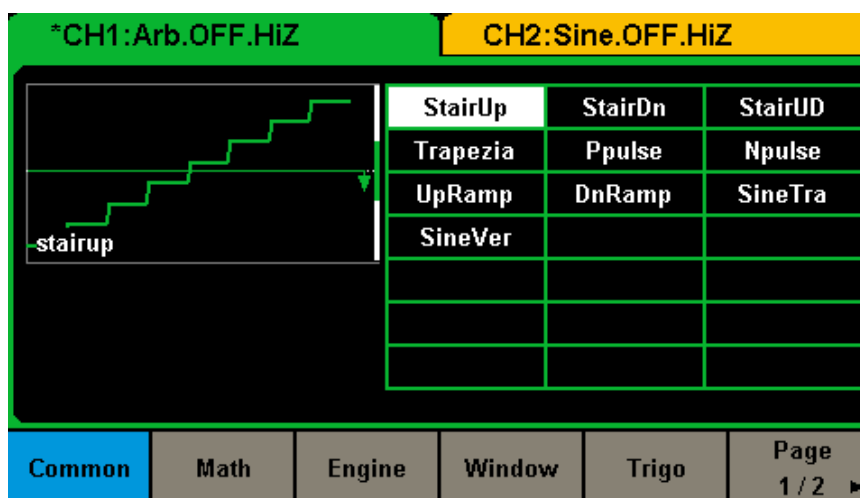 *CH1:Arb.OFF.HiZ CH2:Sine.OFF.HiZ
StairUp StairDn StairUD
Trapezia Ppulse Npulse
UpRamp DnRamp SineTra
SineVer
stairup
Common Math Engine Window Trigo Page
1/2